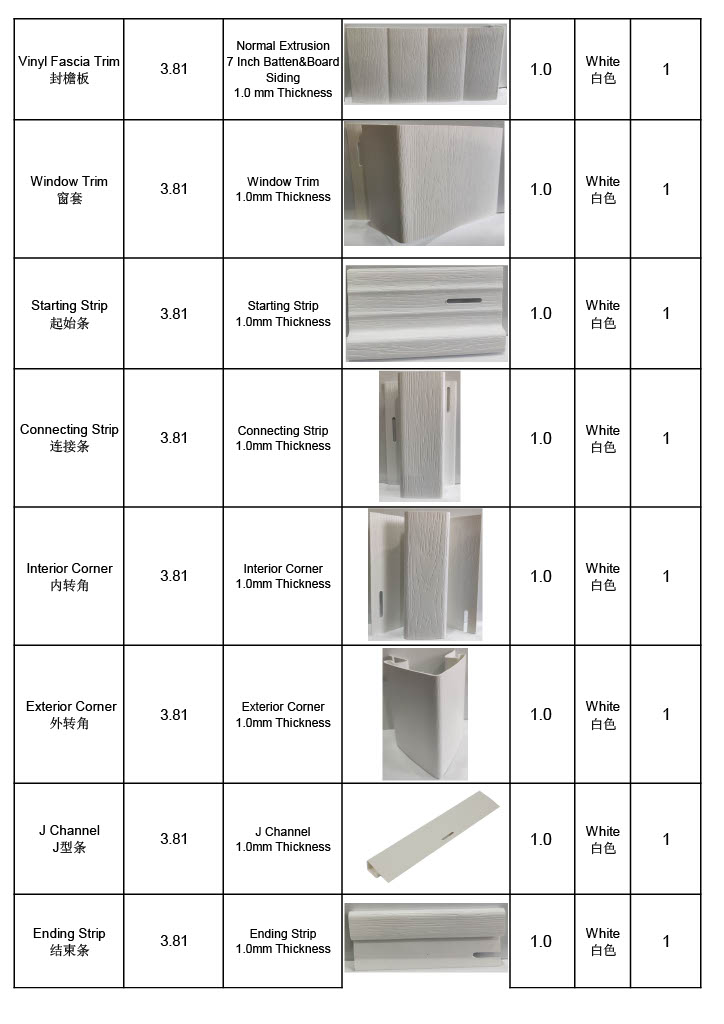 Vinyl Fascia Trim
封檐板
3.81
Normal Extrusion
7 Inch Batten&Board
Siding
1.0 mm Thickness
1.0
White
白色
1
Window Trim
窗套
3.81
Window Trim
1.0mm Thickness
1.0
White
白色
1
Starting Strip
起始条
3.81
Starting Strip
1.0mm Thickness
1.0
White
白色
1
Connecting Strip
连接条
3.81
Connecting Strip
1.0mm Thickness
1.0
White
白色
1
Interior Corner
内转角
3.81
Interior Corner
1.0mm Thickness
1.0
White
白色
1
Exterior Corner
外转角
3.81
Exterior Corner
1.0mm Thickness
1.0
White
白色
1
J Channel
J型条
3.81
J Channel
1.0mm Thickness
1.0
White
白色
1
Ending Strip
结束条
3.81
Ending Strip
1.0mm Thickness
1.0
White
白色
1